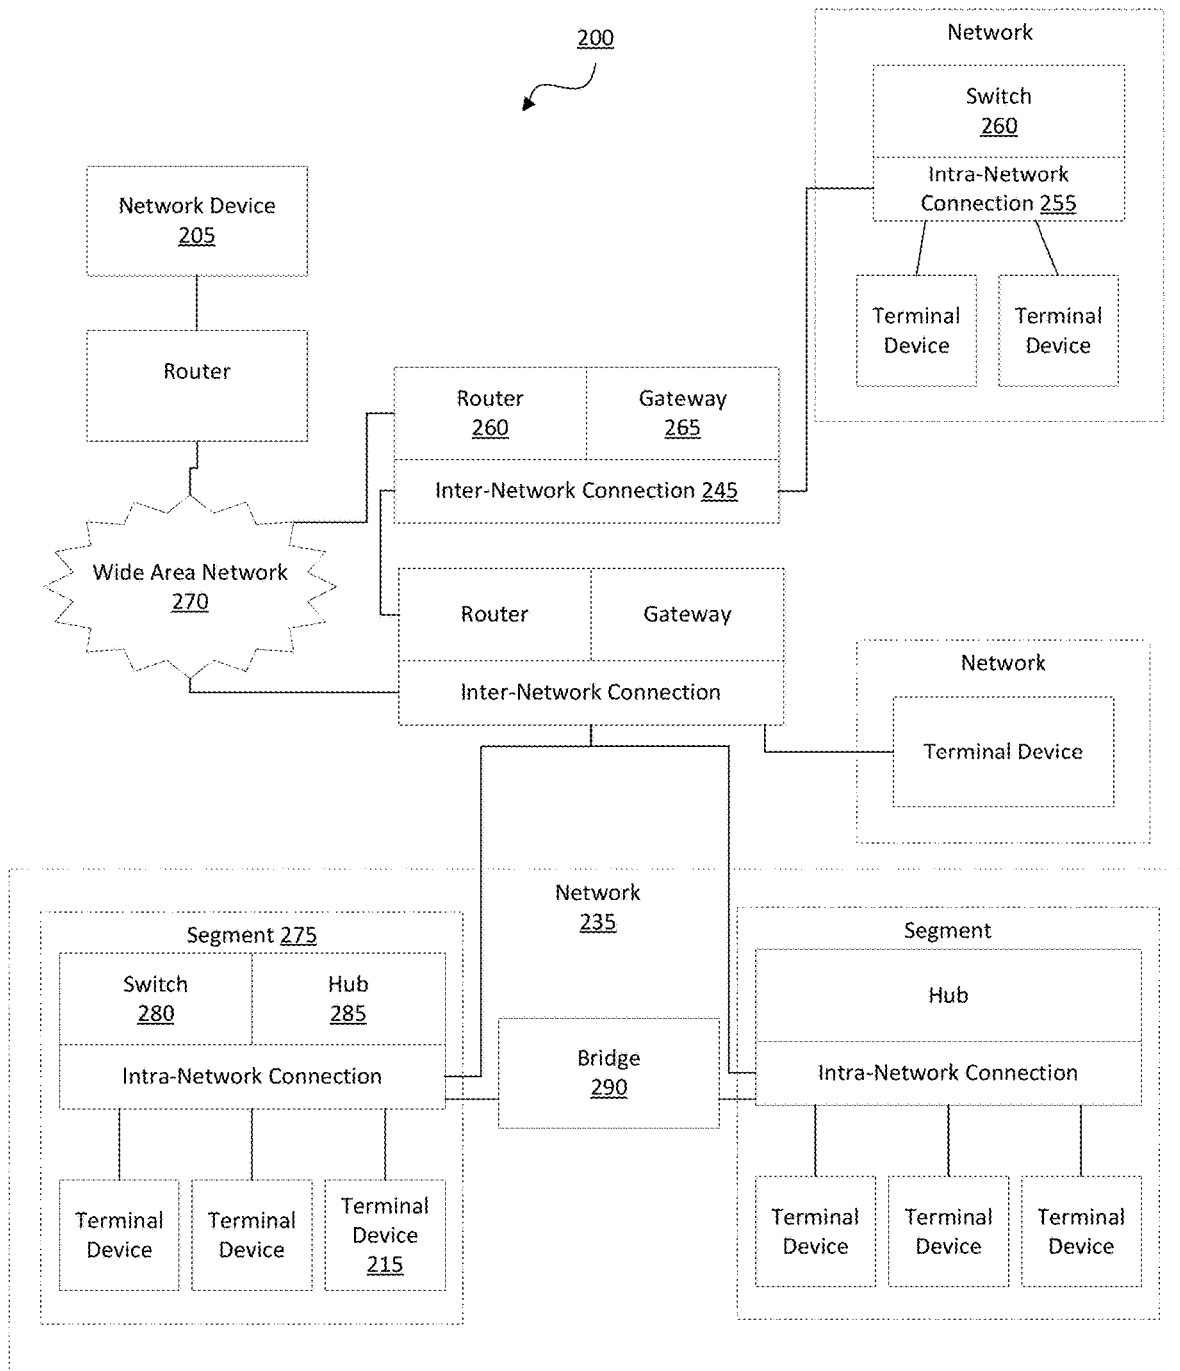 200
Network
Switch
260
Intra-Network
Connection 255
Terminal
Device
Terminal
Device
Network Device
205
Router
Router
260
Gateway
265
Inter-Network Connection 245
Wide Area Network
270
Router
Gateway
Inter-Network Connection
Network
Terminal Device
Network
235
Segment 275
Switch
280
Hub
285
Intra-Network Connection
Terminal
Device
Terminal
Device
Terminal
Device
215
Bridge
290
Segment
Hub
Intra-Network Connection
Terminal
Device
Terminal
Device
Terminal
Device